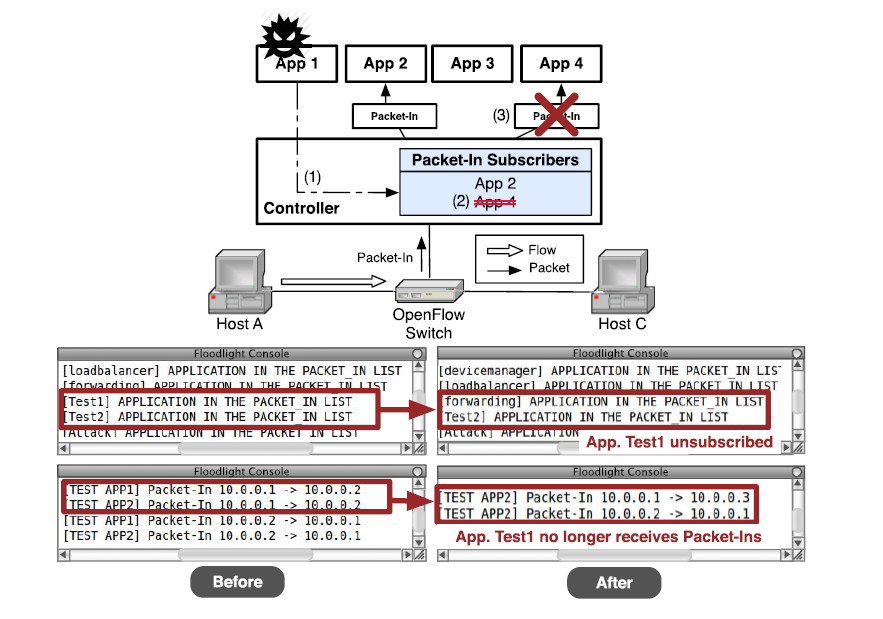 App 1
App 2
App 3
App 4
Packet-In
(3)
Packet-In
Packet-In Subscribers
(1)
App 2
(2) App 4
Controller
Packet-In
Flow
Packet
Host A
OpenFlow
Switch
Host C
Floodlight Console
[loadbalancer] APPLICATION IN THE PACKET_IN LIST
[forwarding] APPLICATION IN THE PACKET_IN LIST
[Test1] APPLICATION IN THE PACKET_IN LIST
[Test2] APPLICATION IN THE PACKET_IN LIST
[Attack] APPLICATION IN THE PACKET_IN LIST
Floodlight Console
[devicemanager] APPLICATION IN THE PACKET_IN LIST
[loadbalancer] APPLICATION IN THE PACKET_IN LIST
[forwarding] APPLICATION IN THE PACKET_IN LIST
[Test2] APPLICATION IN THE PACKET_IN LIST
[Attack] APPLICATION
App. Test1 unsubscribed
Floodlight Console
[TEST APP1] Packet-In 10.0.0.1 -> 10.0.0.2
[TEST APP2] Packet-In 10.0.0.1 -> 10.0.0.2
[TEST APP1] Packet-In 10.0.0.2 -> 10.0.0.1
[TEST APP2] Packet-In 10.0.0.2 -> 10.0.0.1
Floodlight Console
[TEST APP2] Packet-In 10.0.0.1 -> 10.0.0.3
[TEST APP2] Packet-In 10.0.0.2 -> 10.0.0.1
App. Test1 no longer receives Packet-Ins
Before
After